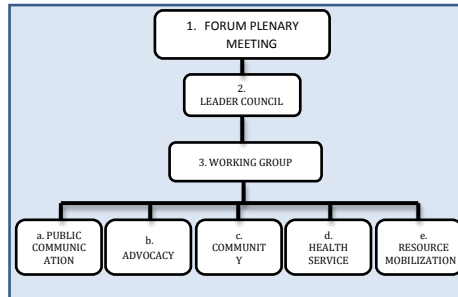 1. FORUM PLENARY
MEETING
2.
LEADER COUNCIL
3. WORKING GROUP
a. PUBLIC
COMMUNIC
ATION
b.
ADVOCACY
c.
COMMUNIT
Y
d.
HEALTH
SERVICE
e.
RESOURCE
MOBILIZATION